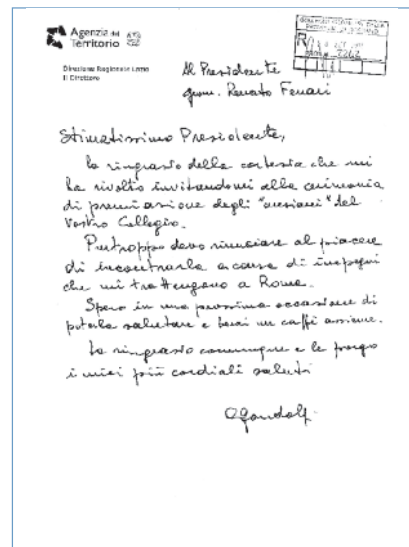 Agenzia del
Territorio
Direzione Regionale
Il Direttore
Al Presidente
geom. Renato Ferrari
Stimatissimo Presidente,
la ringrazio della cortesia che mi
ha rivolto invitandomi alla cerimonia
di premiazione degli "anziani" del
Vostro Collegio.
Purtroppo devo rinunciare al piacere
di incontrarla a causa di impegni
che mi trattengono a Roma.
Spero in una prossima occasione di
poterla salutare e berci un caffè assieme.
La ringrazio comunque e le porgo
i miei più cordiali saluti